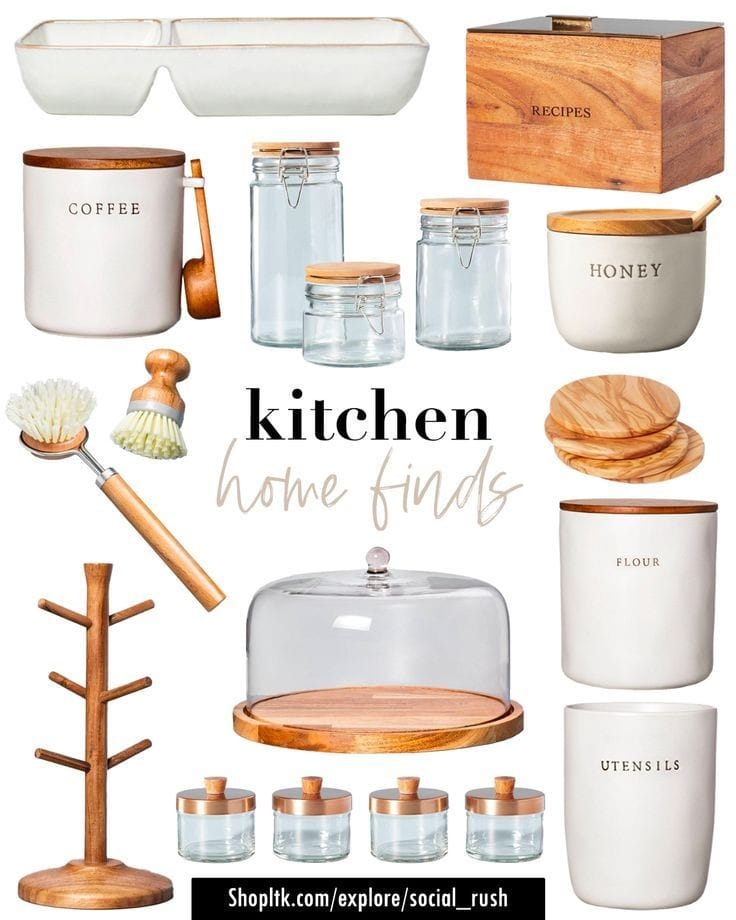 RECIPES
COFFEE
HONEY
kitchen
home finds
FLOUR
UTENSILS
Shopltk.com/explore/social_rush